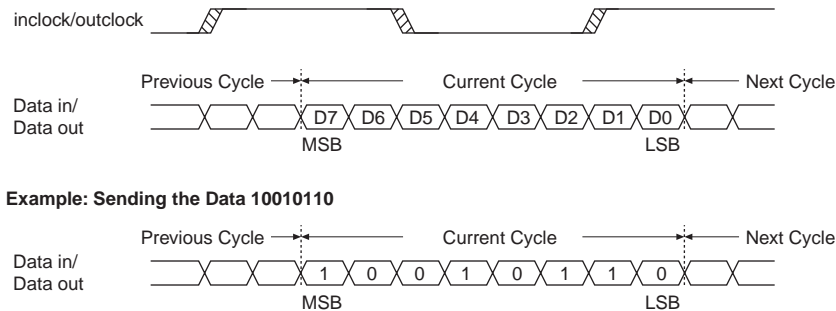 inclock/outclock
Previous Cycle Current Cycle Next Cycle
Data in/
Data out
D7 D6 D5 D4 D3 D2 D1 D0
MSB LSB
Example: Sending the Data 10010110
Previous Cycle Current Cycle Next Cycle
Data in/
Data out
1 0 0 1 0 1 1 0
MSB LSB